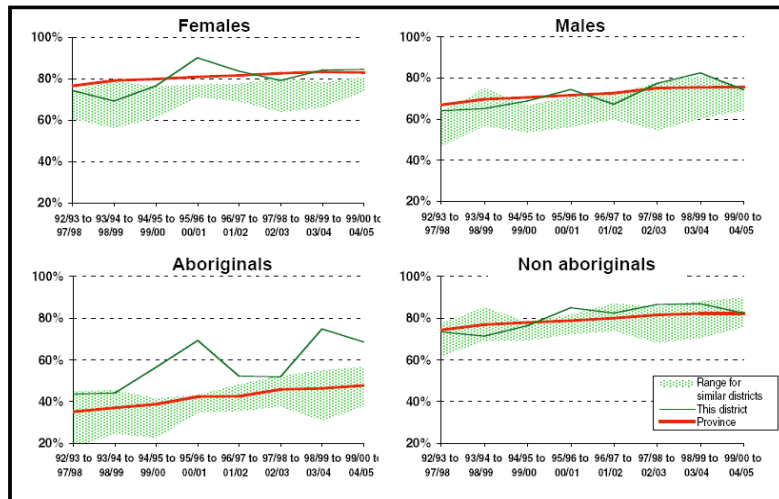 Females
100%
80%
60%
40%
20%
92/93 to 93/94 to 94/95 to 95/96 to 96/97 to 97/98 to 98/99 to 99/00 to
97/98 98/99 99/00 00/01 01/02 02/03 03/04 04/05
Males
100%
80%
60%
40%
20%
92/93 to 93/94 to 94/95 to 95/96 to 96/97 to 97/98 to 98/99 to 99/00 to
97/98 98/99 99/00 00/01 01/02 02/03 03/04 04/05
Aboriginals
100%
80%
60%
40%
20%
92/93 to 93/94 to 94/95 to 95/96 to 96/97 to 97/98 to 98/99 to 99/00 to
97/98 98/99 99/00 00/01 01/02 02/03 03/04 04/05
Non aboriginals
100%
80%
60%
40%
20%
92/93 to 93/94 to 94/95 to 95/96 to 96/97 to 97/98 to 98/99 to 99/00 to
97/98 98/99 99/00 00/01 01/02 02/03 03/04 04/05
Range for
similar districts
This district
Province